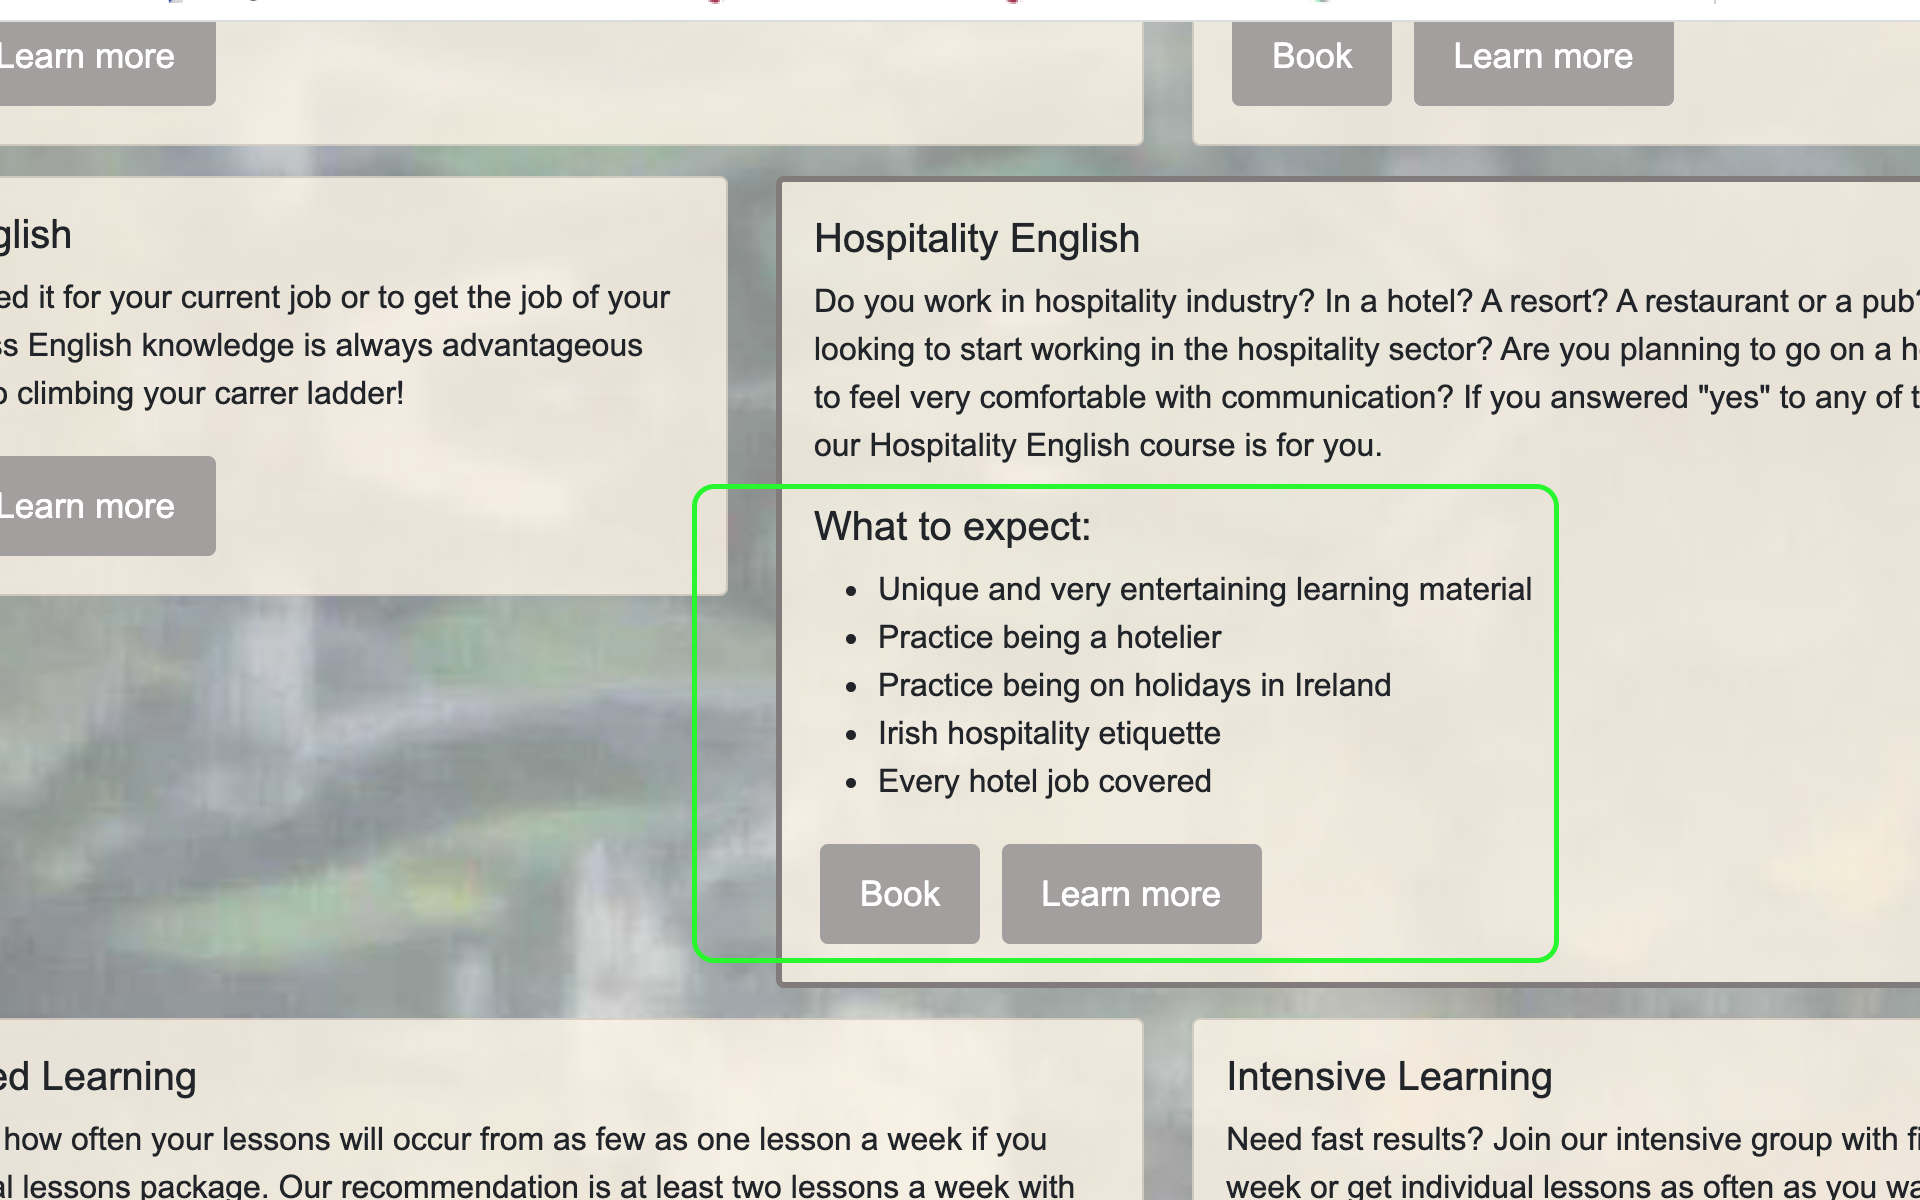 Learn more
Book
Learn more
glish
ed it for your current job or to get the job of your
ss English knowledge is always advantageous
o climbing your carrer ladder!
Learn more
Hospitality English
Do you work in hospitality industry? In a hotel? A resort? A restaurant or a pub?
looking to start working in the hospitality sector? Are you planning to go on a h
to feel very comfortable with communication? If you answered "yes" to any of t
our Hospitality English course is for you.
What to expect:
• Unique and very entertaining learning material
• Practice being a hotelier
• Practice being on holidays in Ireland
• Irish hospitality etiquette
• Every hotel job covered
Book
Learn more
ed Learning
how often your lessons will occur from as few as one lesson a week if you
al lessons package. Our recommendation is at least two lessons a week with
Intensive Learning
Need fast results? Join our intensive group with fi
week or get individual lessons as often as you wa